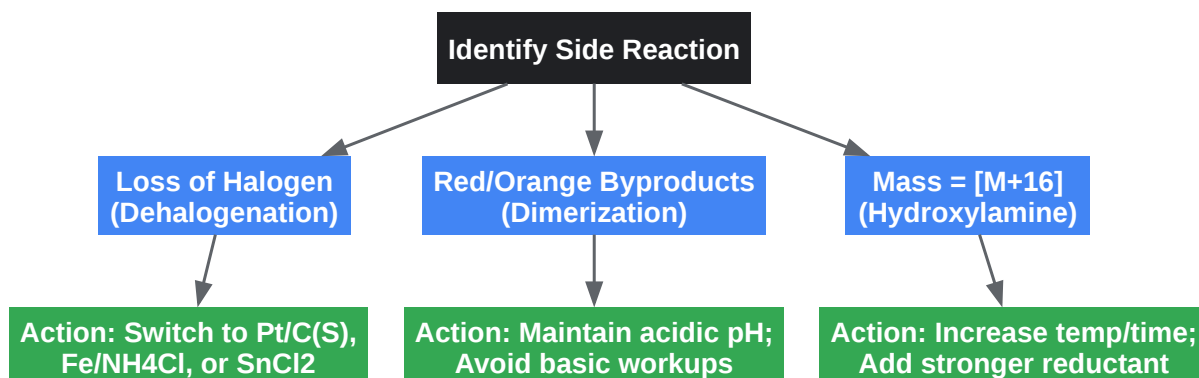 Identify Side Reaction
Loss of Halogen
(Dehalogenation)
Red/Orange Byproducts
(Dimerization)
Mass = [M+16]
(Hydroxylamine)
Action: Switch to Pt/C(S),
Fe/NH4Cl, or SnCl2
Action: Maintain acidic pH;
Avoid basic workups
Action: Increase temp/time;
Add stronger reductant